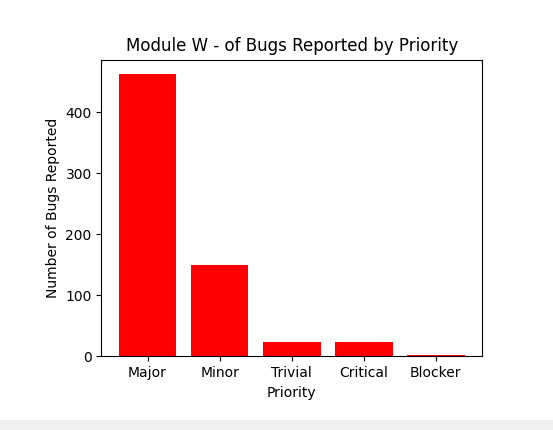 Module W - of Bugs Reported by Priority
Number of Bugs Reported
400
300
200
100
0
Major Minor Trivial Critical Blocker
Priority